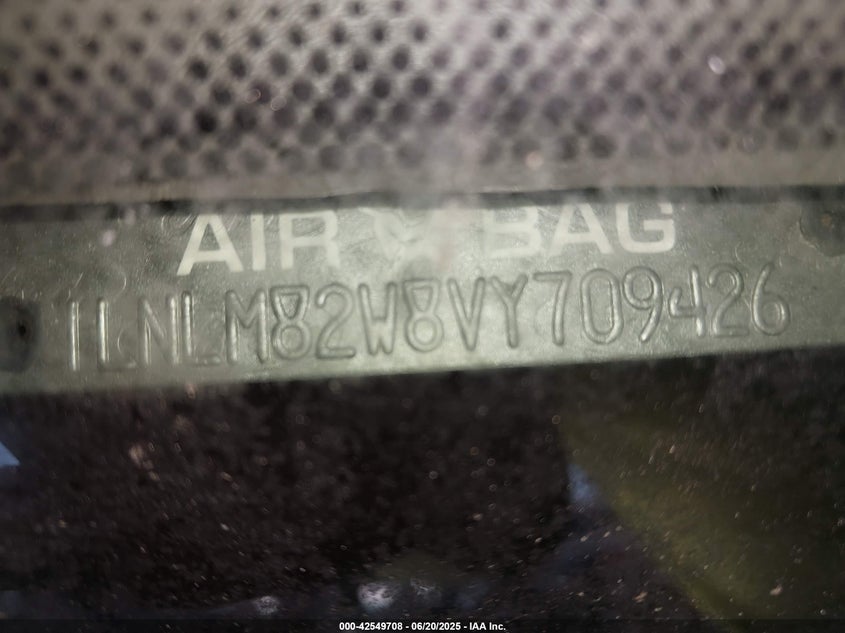 AIR BAG
1LNLM82W8VY709426
000-42549708 - 06/20/2025 - IAA Inc.